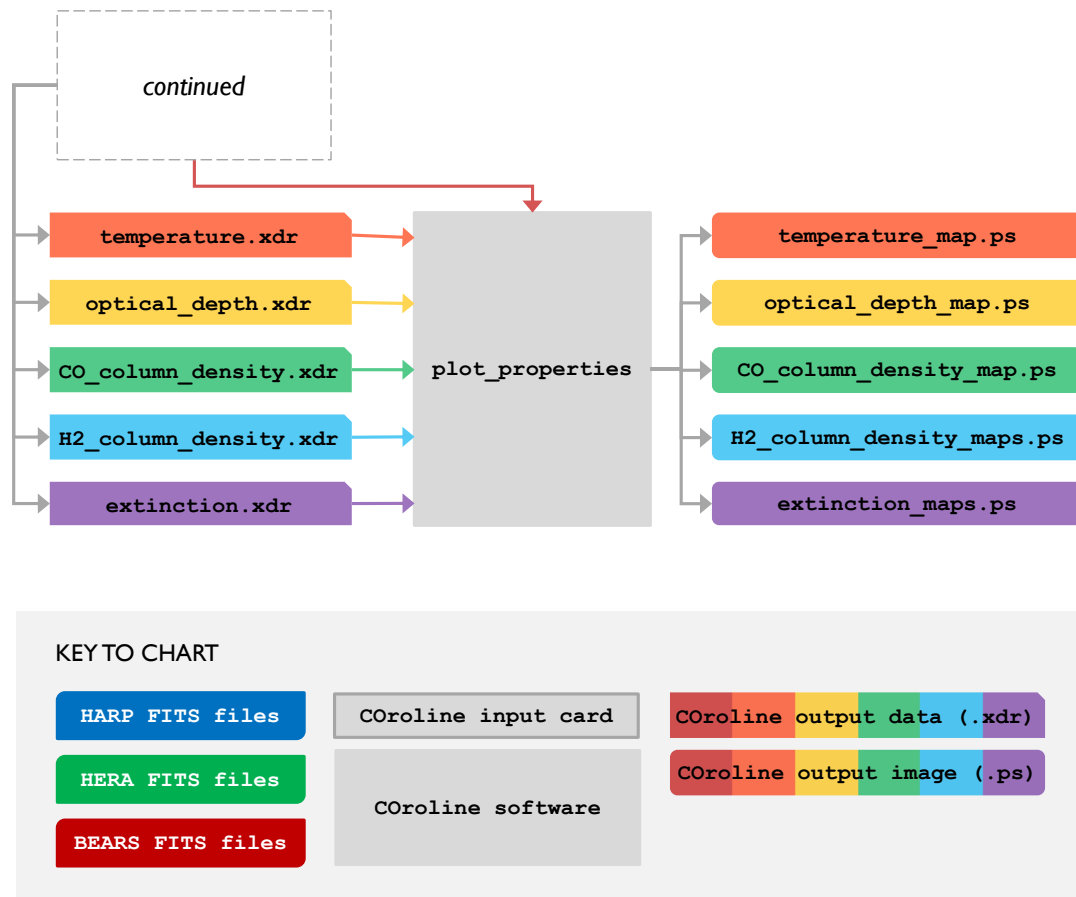 continued
temperature.xdr
temperature_map.ps
optical_depth.xdr
optical_depth_map.ps
CO_column_density.xdr
plot_properties
CO_column_density_map.ps
H2_column_density.xdr
H2_column_density_maps.ps
extinction.xdr
extinction_maps.ps
KEY TO CHART
HARP FITS files
COroline input card
COroline output data (.xdr)
HERA FITS files
COroline software
COroline output image (.ps)
BEARS FITS files